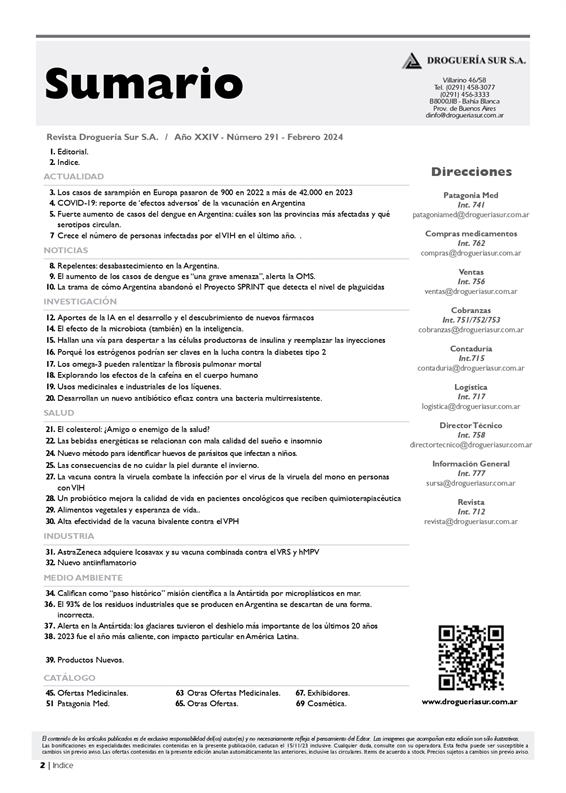 Sumario
DROGUERÍA SUR S.A.
Villarino 46/58
Tel. (0291) 458-3077
(0291) 456-3333
B8000JIB - Bahía Blanca
Prov. de Buenos Aires
dinfo@drogueriasur.com.ar
Revista Droguería Sur S.A. / Año XXIV - Número 291 - Febrero 2024
1. Editorial.
2. Indice.
ACTUALIDAD
3. Los casos de sarampión en Europa pasaron de 900 en 2022 a más de 42.000 en 2023
4. COVID-19: reporte de ‘efectos adversos’ de la vacunación en Argentina
5. Fuerte aumento de casos del dengue en Argentina: cuáles son las provincias más afectadas y qué
serotipos circulan.
7 Crece el número de personas infectadas por el VIH en el último año. .
NOTICIAS
8. Repelentes: desabastecimiento en la Argentina.
9. El aumento de los casos de dengue es “una grave amenaza”, alerta la OMS.
10. La trama de cómo Argentina abandonó el Proyecto SPRINT que detecta el nivel de plaguicidas
INVESTIGACIÓN
12. Aportes de la IA en el desarrollo y el descubrimiento de nuevos fármacos
14. El efecto de la microbiota (también) en la inteligencia.
15. Hallan una vía para despertar a las células productoras de insulina y reemplazar las inyecciones
16. Porqué los estrógenos podrían ser claves en la lucha contra la diabetes tipo 2
17. Los omega-3 pueden ralentizar la fibrosis pulmonar mortal
18. Explorando los efectos de la cafeína en el cuerpo humano
19. Usos medicinales e industriales de los líquenes.
20. Desarrollan un nuevo antibiótico eficaz contra una bacteria multirresistente.
SALUD
21. El colesterol: ¿Amigo o enemigo de la salud?
22. Las bebidas energéticas se relacionan con mala calidad del sueño e insomnio
24. Nuevo método para identificar huevos de parásitos que infectan a niños.
25. Las consecuencias de no cuidar la piel durante el invierno.
27. La vacuna contra la viruela combate la infección por el virus de la viruela del mono en personas
con VIH
28. Un probiótico mejora la calidad de vida en pacientes oncológicos que reciben quimioterapiacéutica
29. Alimentos vegetales y esperanza de vida..
30. Alta efectividad de la vacuna bivalente contra el VPH
INDUSTRIA
31. AstraZeneca adquiere Icosavax y su vacuna combinada contra el VRS y hMPV
32. Nuevo antiinflamatorio
MEDIO AMBIENTE
34. Califican como “paso histórico” misión científica a la Antártida por microplásticos en mar.
36. El 93% de los residuos industriales que se producen en Argentina se descartan de una forma.
incorrecta.
37. Alerta en la Antártida: los glaciares tuvieron el deshielo más importante de los últimos 20 años
38. 2023 fue el año más caliente, con impacto particular en América Latina.
39. Productos Nuevos.
CATÁLOGO
45. Ofertas Medicinales. 63 Otras Ofertas Medicinales. 67. Exhibidores.
51 Patagonia Med. 65. Otras Ofertas. 69 Cosmética.
Direcciones
Patagonia Med
Int. 741
patagoniamed@drogueriasur.com.ar
Compras medicamentos
Int. 762
compras@drogueriasur.com.ar
Ventas
Int. 756
ventas@drogueriasur.com.ar
Cobranzas
Int. 751/752/753
cobranzas@drogueriasur.com.ar
Contaduría
Int.715
contaduria@drogueriasur.com.ar
Logística
Int. 717
logistica@drogueriasur.com.ar
Director Técnico
Int. 758
directortecnico@drogueriasur.com.ar
Información General
Int. 777
sursa@drogueriasur.com.ar
Revista
Int. 712
revista@drogueriasur.com.ar
www.drogueriasur.com.ar
El contenido de los artículos publicados es de exclusiva responsabilidad del(os) autor(es) y no necesariamente refleja el pensamiento del Editor. Las imagenes que acompañan esta edición son sólo ilustrativas.
Las bonificaciones en especialidades medicinales contenidas en la presente publicación, caducan el 15/11/23 inclusive. Cualquier duda, consulte con su operadora. Esta fecha puede ser susceptible a
cambios sin previo aviso. Las ofertas contenidas en la presente edición anulan automáticamente las anteriores, inclusive las circulares. Items de acuerdo a stock. Precios sujetos a cambios sin previo aviso.
2 | Indice